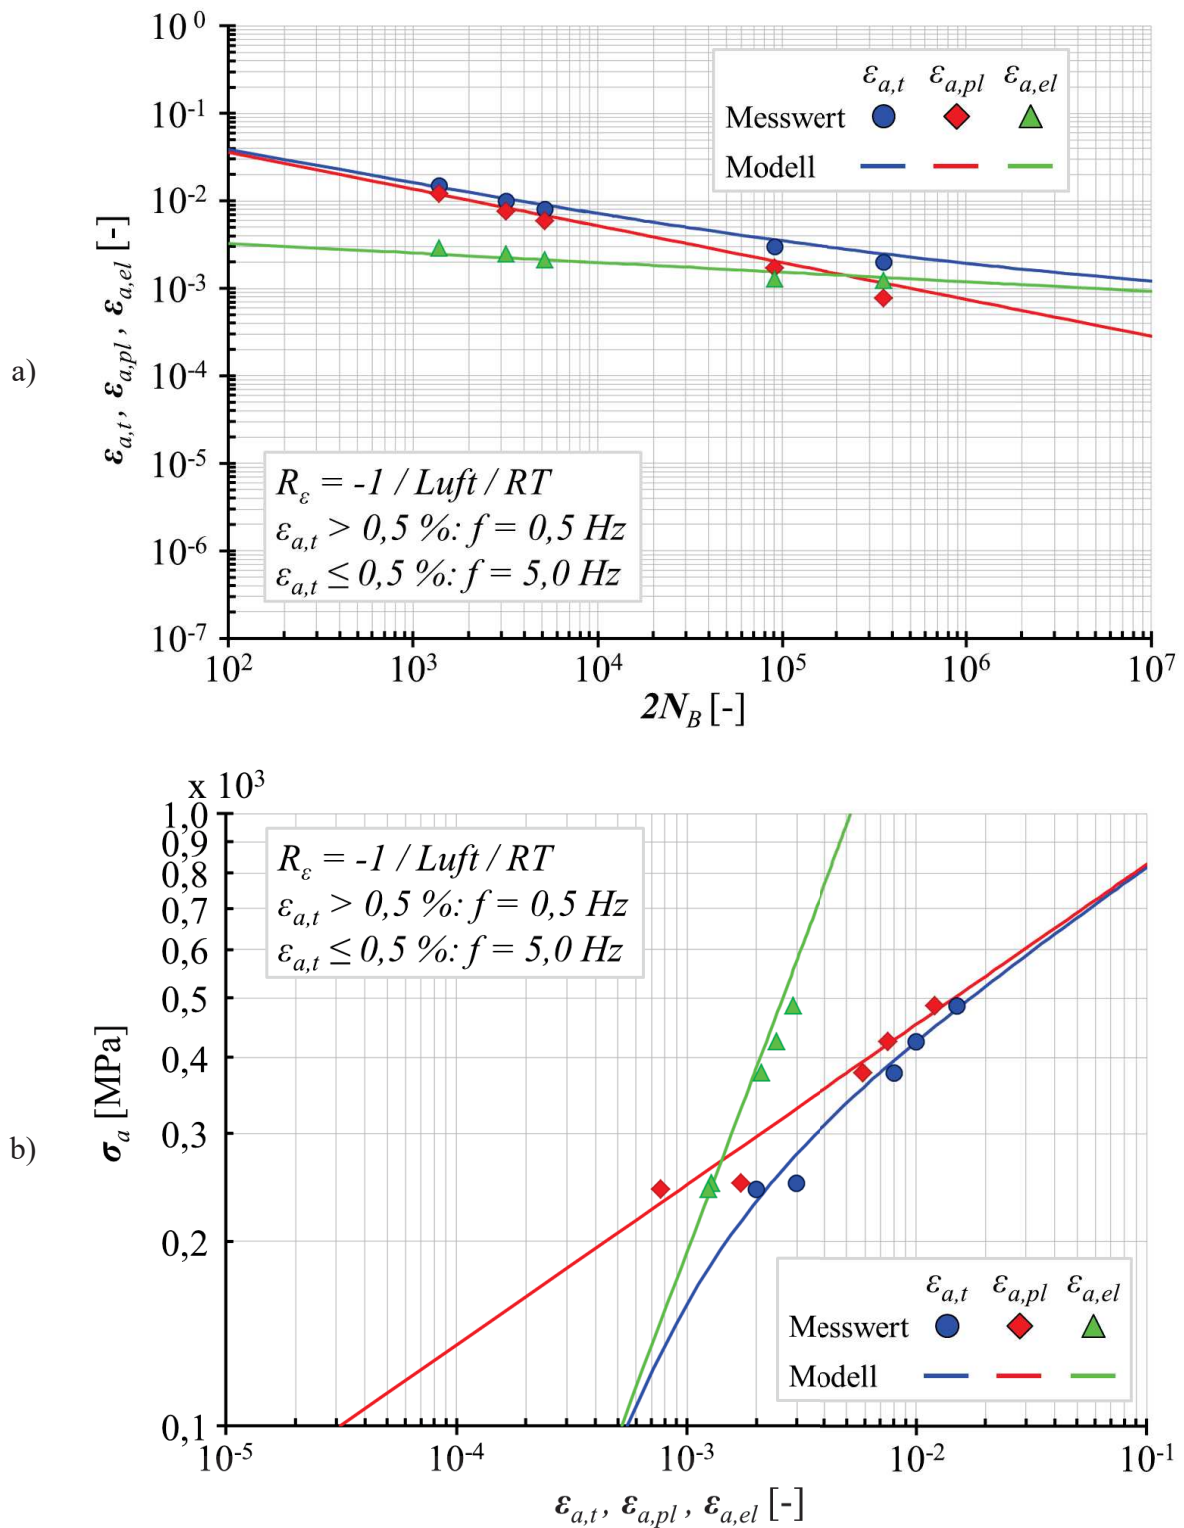 10⁰
10⁻¹
10⁻²
10⁻³
10⁻⁴
10⁻⁵
10⁻⁶
10⁻⁷
εa,t , εa,pl , εa,el [-]
a)
εa,t εa,pl εa,el
Messwert
Modell
Rε = -1 / Luft / RT
εa,t > 0,5 %: f = 0,5 Hz
εa,t ≤ 0,5 %: f = 5,0 Hz
10² 10³ 10⁴ 10⁵ 10⁶ 10⁷
2NB [-]
x 10³
1,0
0,9
0,8
0,7
0,6
0,5
0,4
0,3
0,2
0,1
σa [MPa]
b)
Rε = -1 / Luft / RT
εa,t > 0,5 %: f = 0,5 Hz
εa,t ≤ 0,5 %: f = 5,0 Hz
εa,t εa,pl εa,el
Messwert
Modell
10⁻⁵ 10⁻⁴ 10⁻³ 10⁻² 10⁻¹
εa,t , εa,pl , εa,el [-]